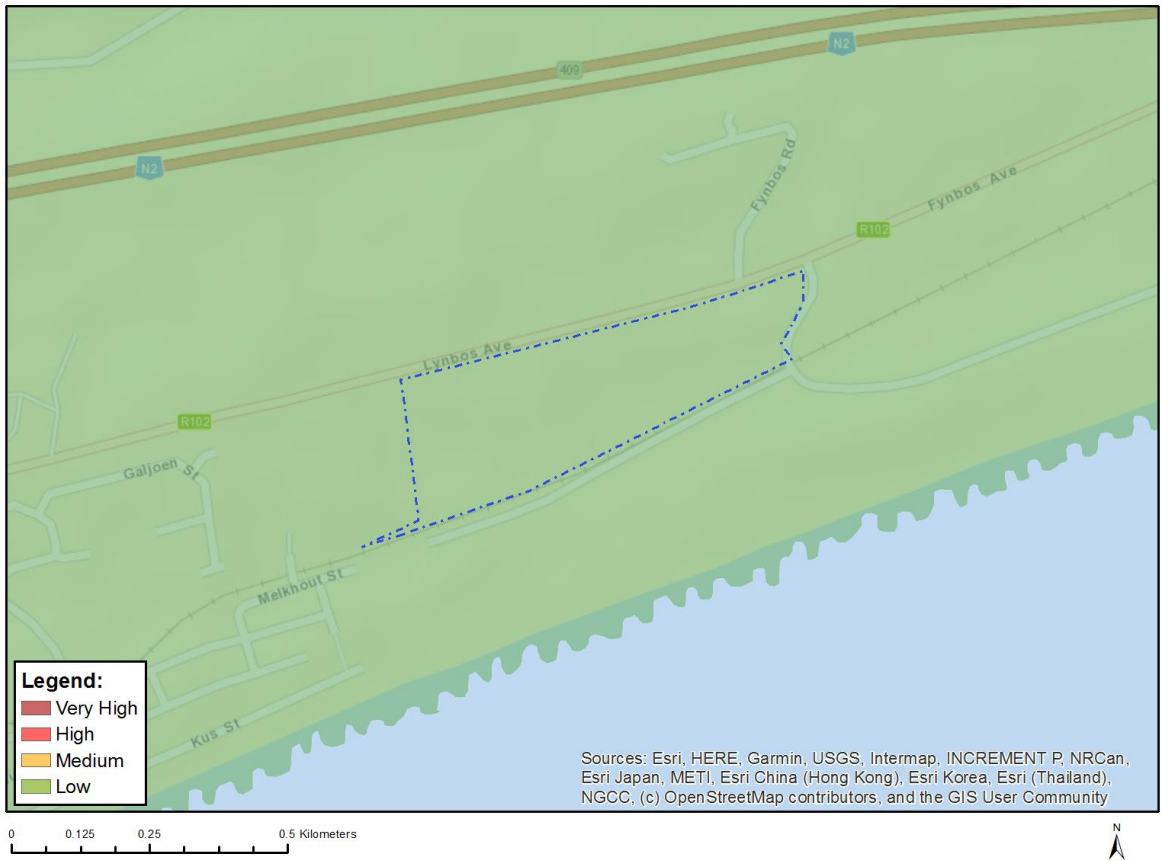 409
N2
N2
Fynbos Rd
Fynbos Ave
R102
Lynbos Ave
R102
Galjoen St
Melkhout St
Kus St
Legend:
Very High
High
Medium
Low
Sources: Esri, HERE, Garmin, USGS, Intermap, INCREMENT P, NRCan,
Esri Japan, METI, Esri China (Hong Kong), Esri Korea, Esri (Thailand),
NGCC, (c) OpenStreetMap contributors, and the GIS User Community
0 0.125 0.25 0.5 Kilometers
N